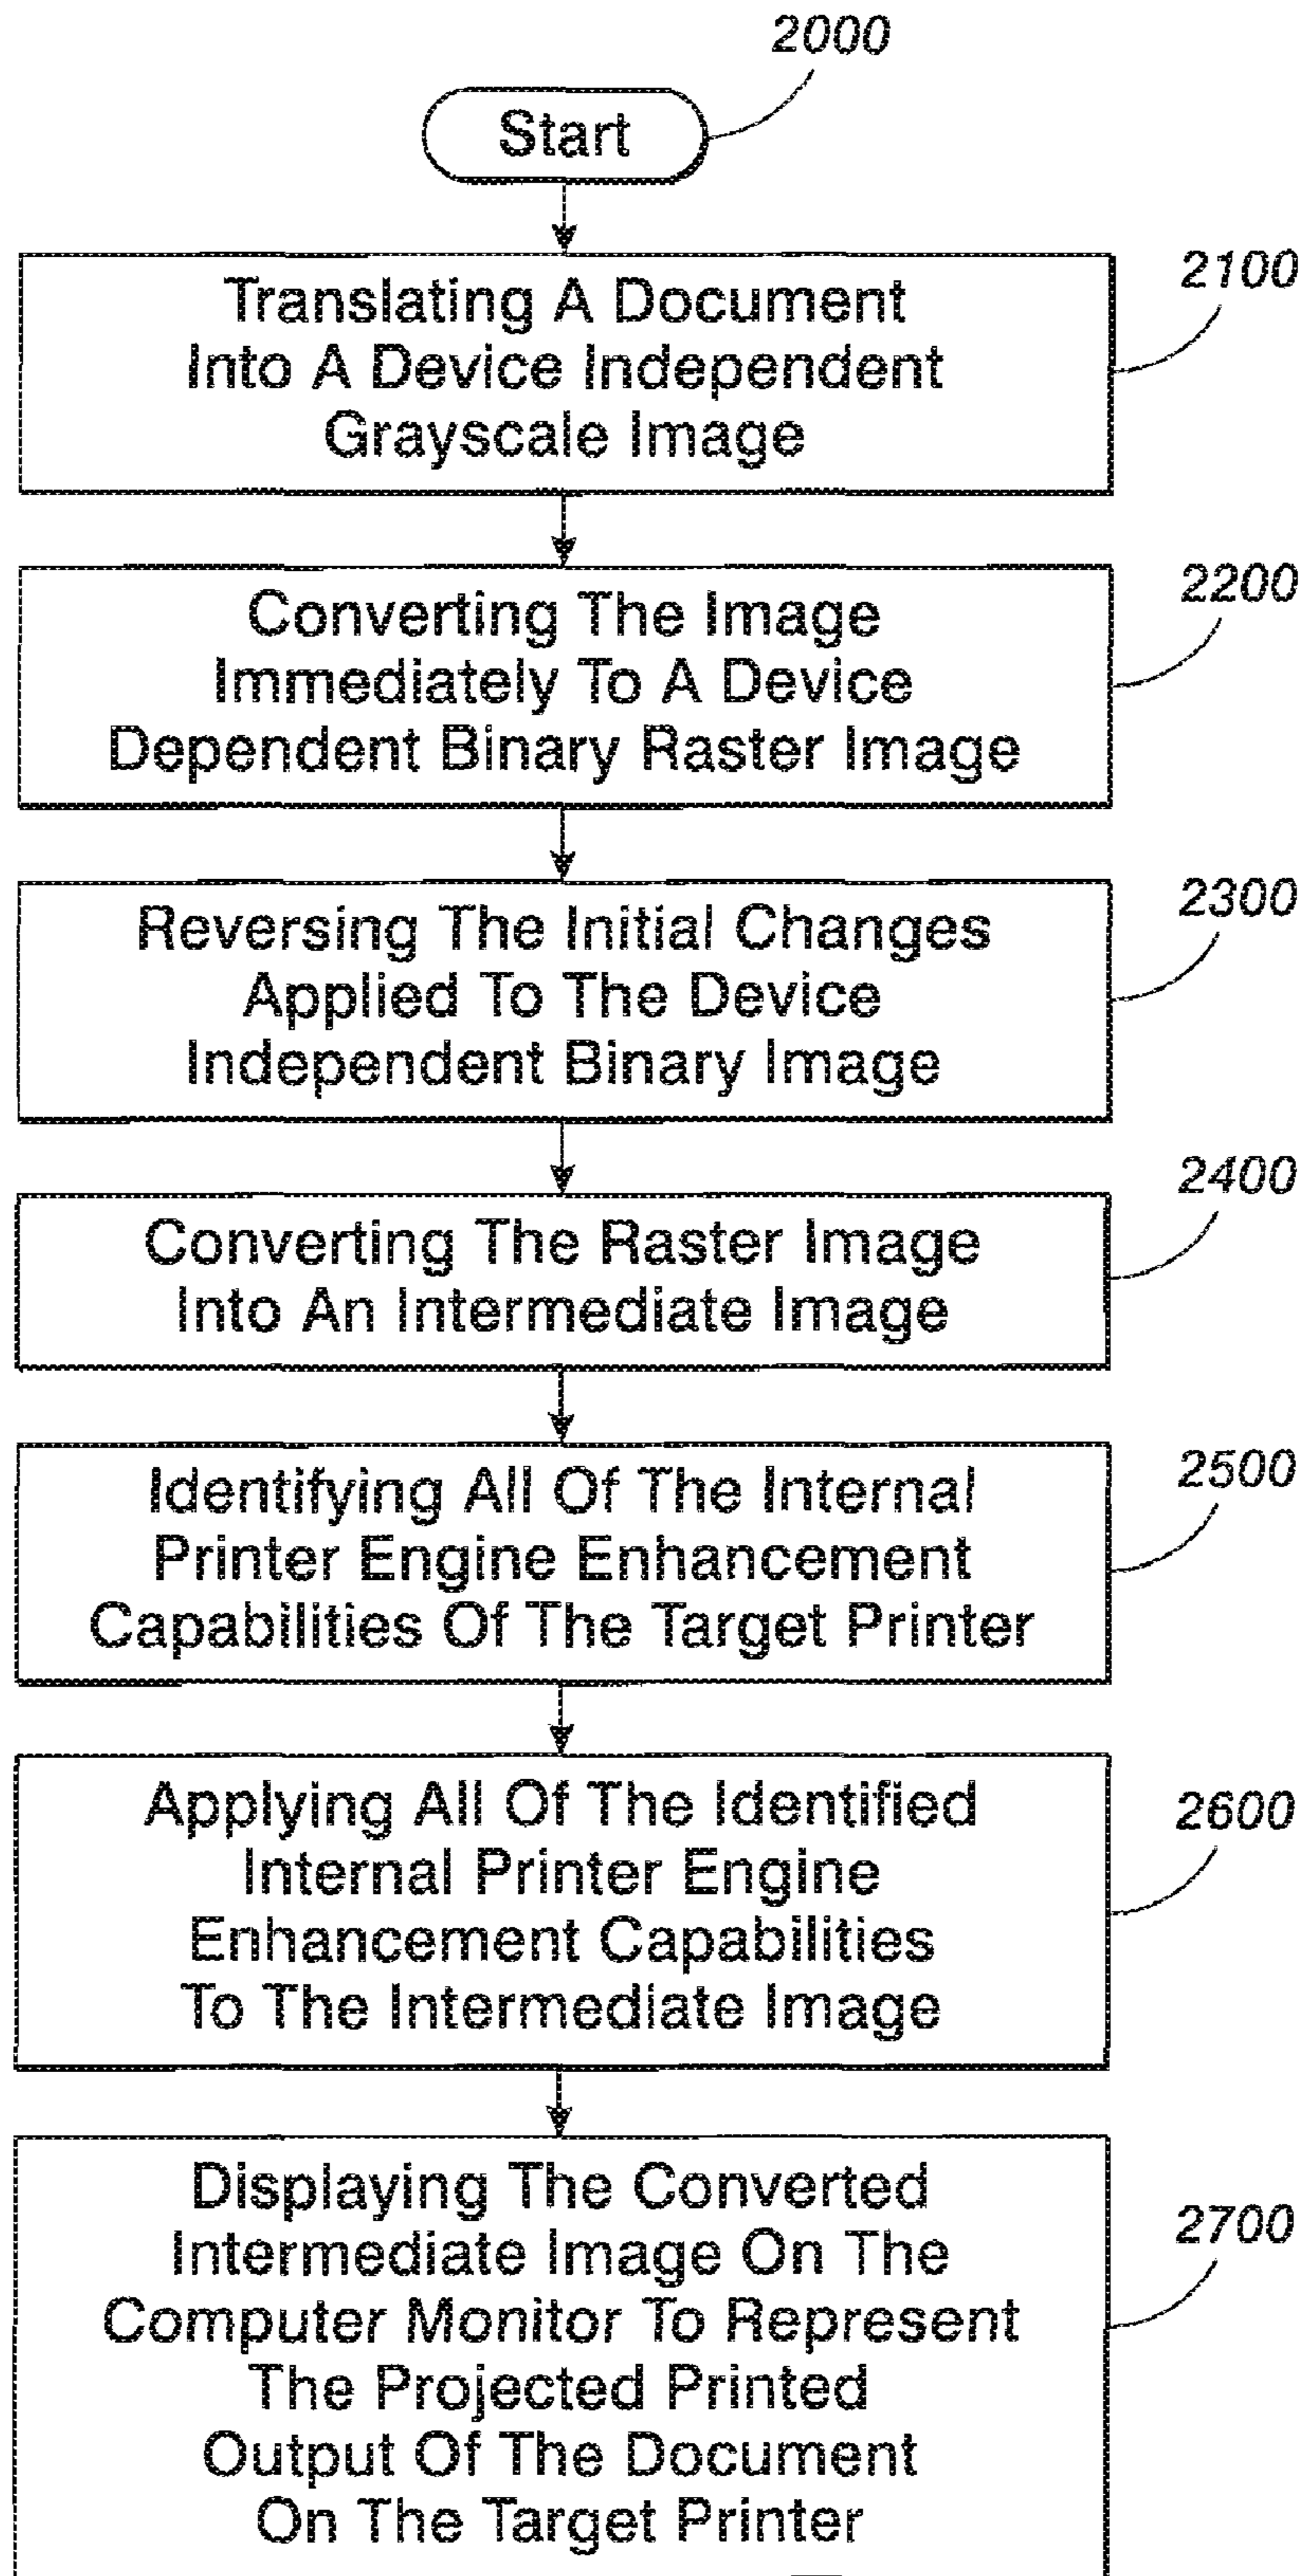 2000
Start
2100
Translating A Document
Into A Device Independent
Grayscale Image
2200
Converting The Image
Immediately To A Device
Dependent Binary Raster Image
2300
Reversing The Initial Changes
Applied To The Device
Independent Binary Image
2400
Converting The Raster Image
Into An Intermediate Image
2500
Identifying All Of The Internal
Printer Engine Enhancement
Capabilities Of The Target Printer
2600
Applying All Of The Identified
Internal Printer Engine
Enhancement Capabilities
To The Intermediate Image
2700
Displaying The Converted
Intermediate Image On The
Computer Monitor To Represent
The Projected Printed
Output Of The Document
On The Target Printer